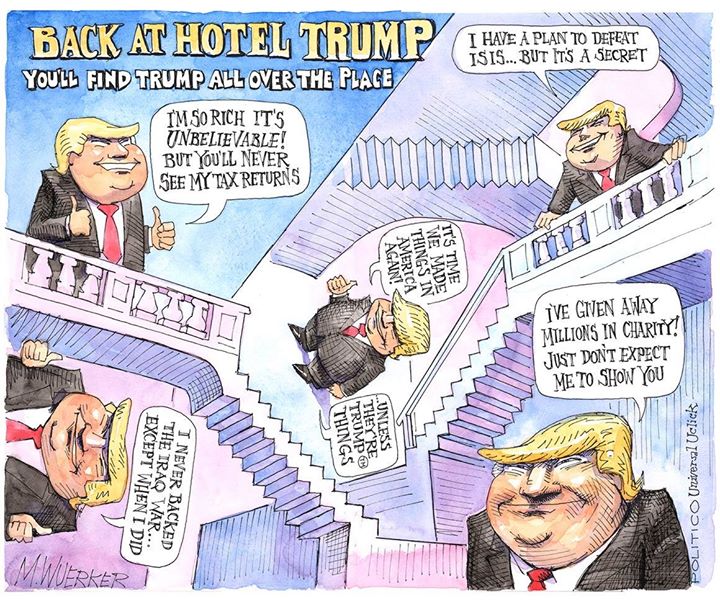 BACK AT HOTEL TRUMP
YOU'LL FIND TRUMP ALL OVER THE PLACE
I'M SO RICH IT'S
UNBELIEVABLE!
BUT YOU'LL NEVER
SEE MY TAX RETURNS
I HAVE A PLAN TO DEFEAT
ISIS... BUT IT'S A SECRET
IT'S TIME
WE MADE
THINGS IN
AMERICA
AGAIN!
...UNLESS
THEY'RE
TRUMP™
THINGS
I'VE GIVEN AWAY
MILLIONS IN CHARITY!
JUST DON'T EXPECT
ME TO SHOW YOU
I NEVER BACKED
THE IRAQ WAR...
EXCEPT WHEN I DID
M.WUERKER
POLITICO Universal Uclick